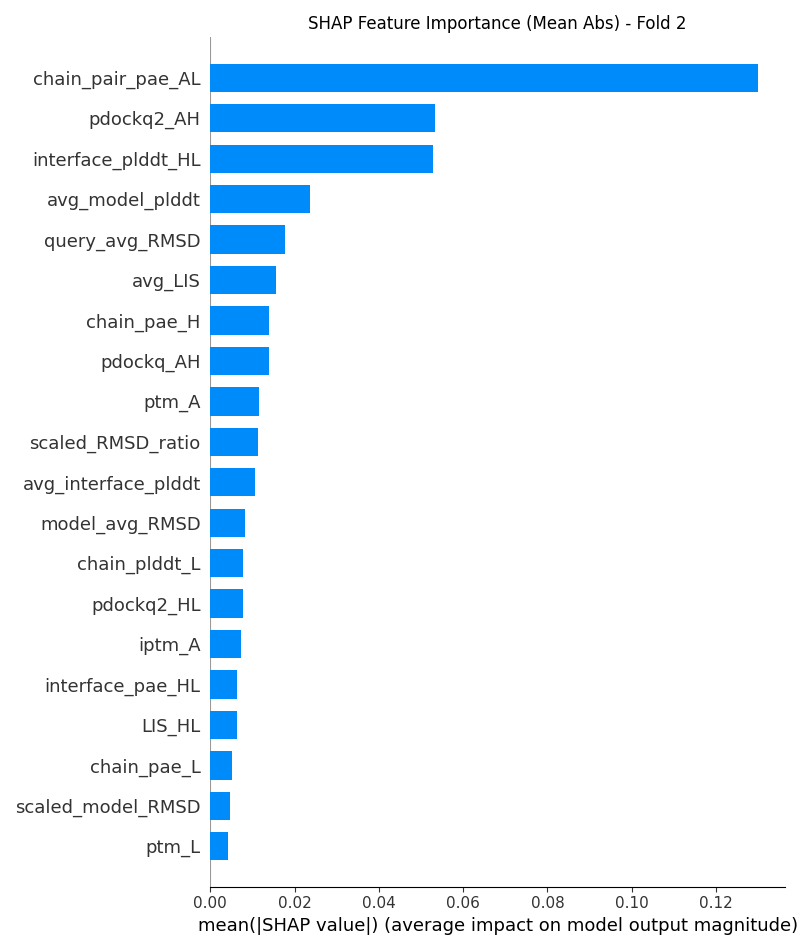 SHAP Feature Importance (Mean Abs) - Fold 2
chain_pair_pae_AL
pdockq2_AH
interface_plddt_HL
avg_model_plddt
query_avg_RMSD
avg_LIS
chain_pae_H
pdockq_AH
ptm_A
scaled_RMSD_ratio
avg_interface_plddt
model_avg_RMSD
chain_plddt_L
pdockq2_HL
iptm_A
interface_pae_HL
LIS_HL
chain_pae_L
scaled_model_RMSD
ptm_L
0.00 0.02 0.04 0.06 0.08 0.10 0.12
mean(|SHAP value|) (average impact on model output magnitude)